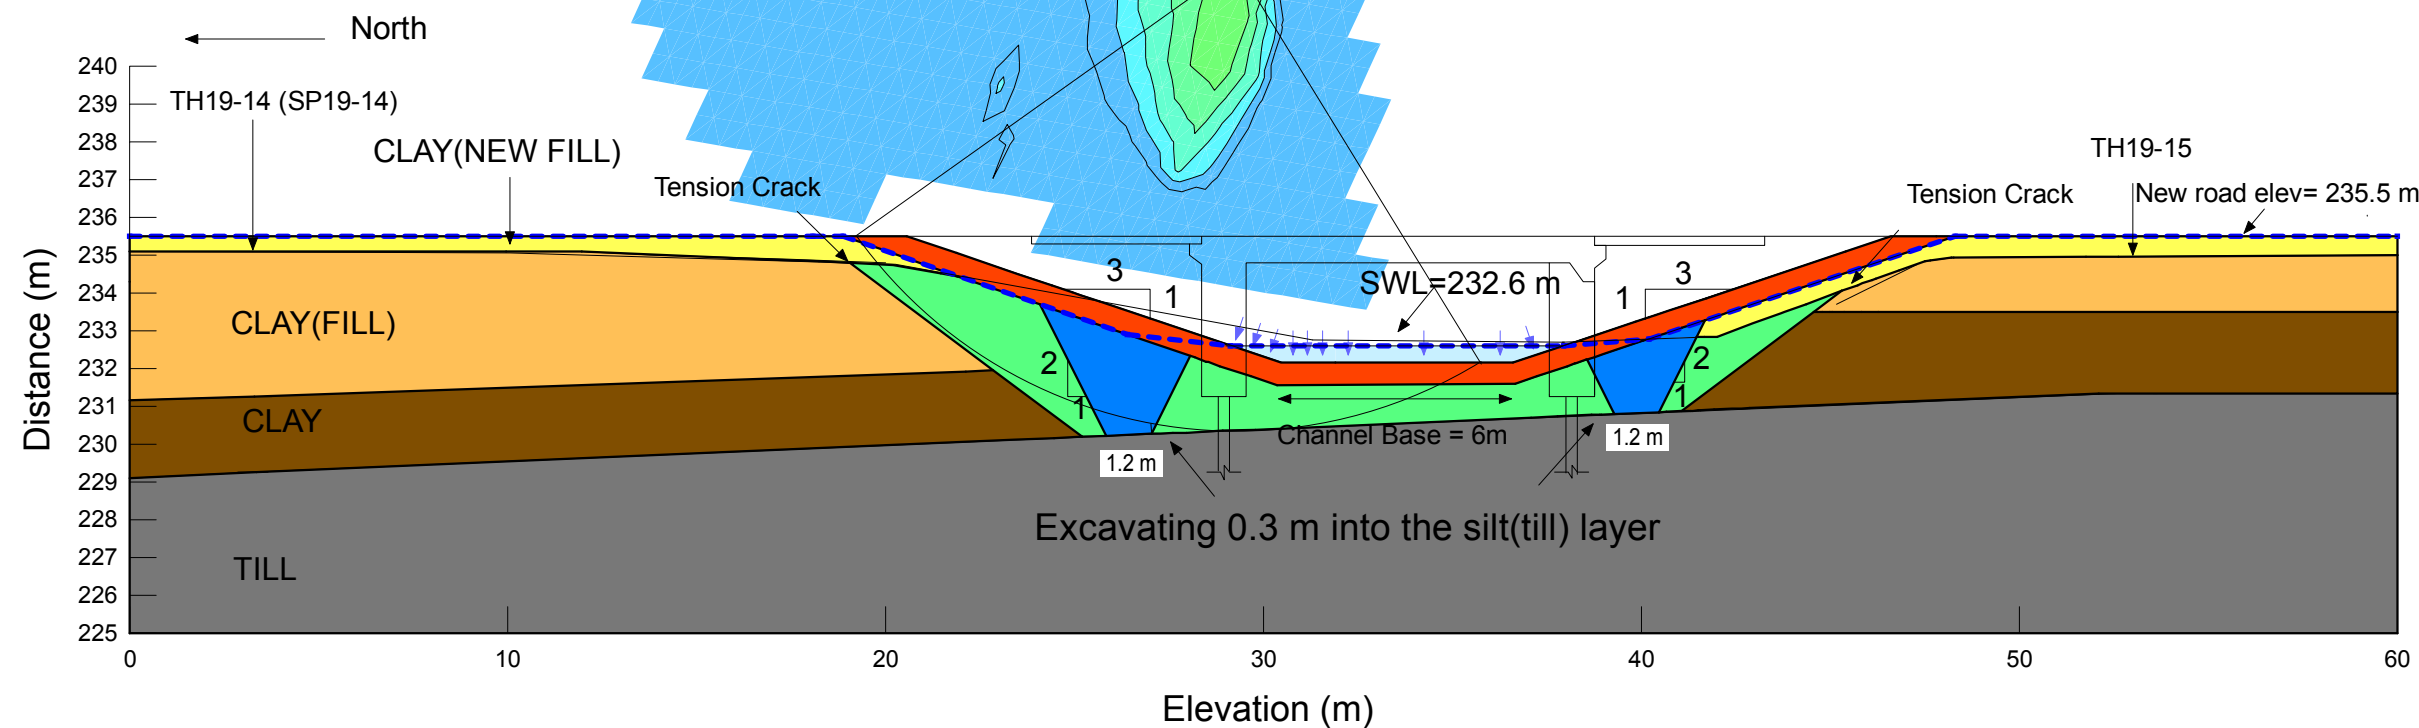 North
240
239
238
237
236
235
234
233
232
231
230
229
228
227
226
225
Distance (m)
TH19-14 (SP19-14)
CLAY(NEW FILL)
Tension Crack
TH19-15
Tension Crack
New road elev= 235.5 m
3
1
SWL=232.6 m
3
1
CLAY(FILL)
2
1
2
1
CLAY
Channel Base = 6m
1.2 m
1.2 m
Excavating 0.3 m into the silt(till) layer
TILL
0
10
20
30
40
50
60
Elevation (m)